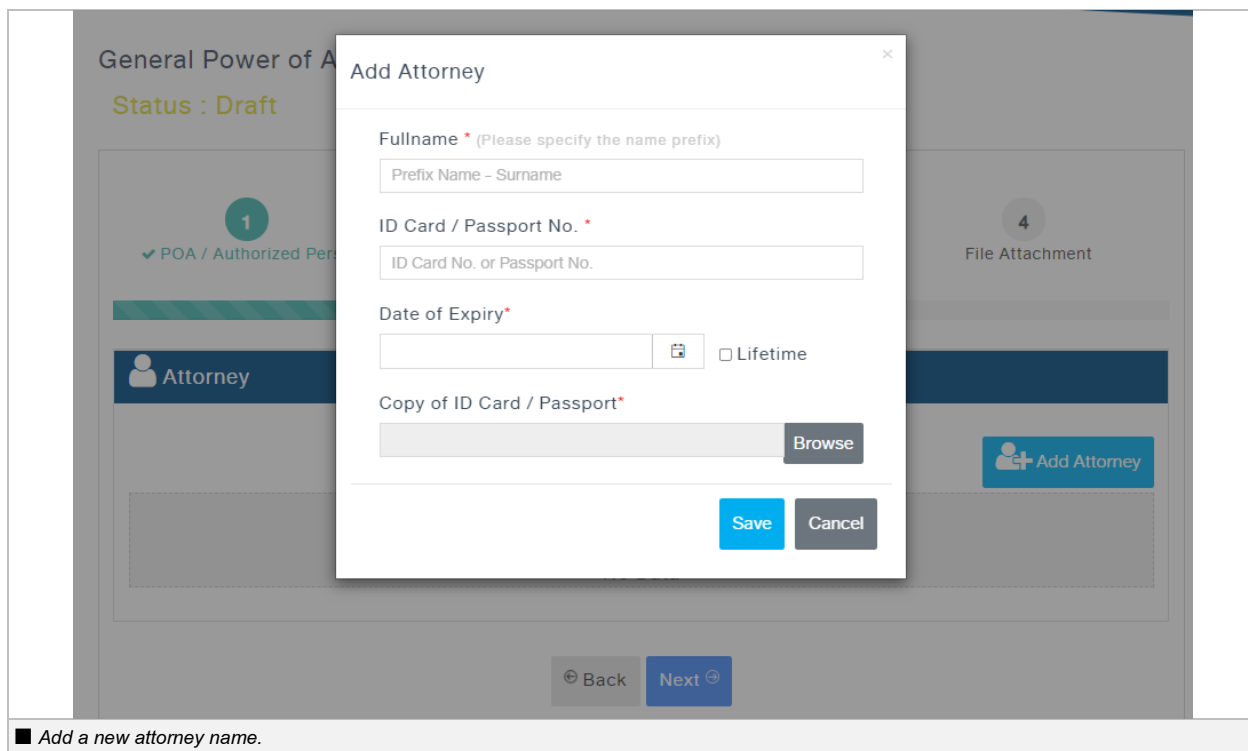 General Power of A
Status : Draft
Add Attorney
×
Fullname * (Please specify the name prefix)
Prefix Name - Surname
ID Card / Passport No. *
ID Card No. or Passport No.
Date of Expiry*
Lifetime
Copy of ID Card / Passport*
Browse
Save Cancel
1
✔ POA / Authorized Pers
4
File Attachment
Attorney
Add Attorney
Back Next
■ Add a new attorney name.